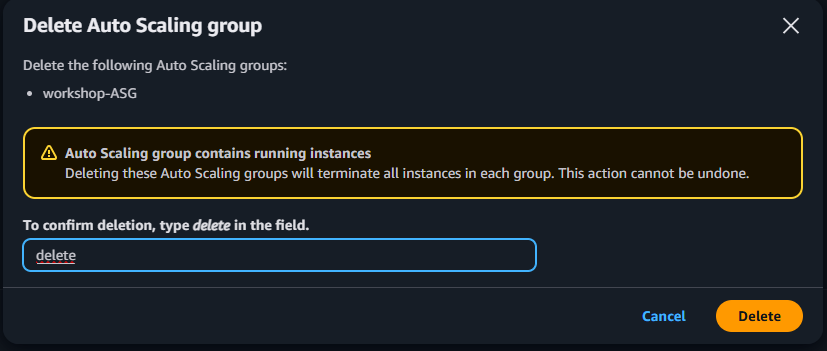 Delete Auto Scaling group
Delete the following Auto Scaling groups:
• workshop-ASG
Auto Scaling group contains running instances
Deleting these Auto Scaling groups will terminate all instances in each group. This action cannot be undone.
To confirm deletion, type delete in the field.
delete
Cancel
Delete